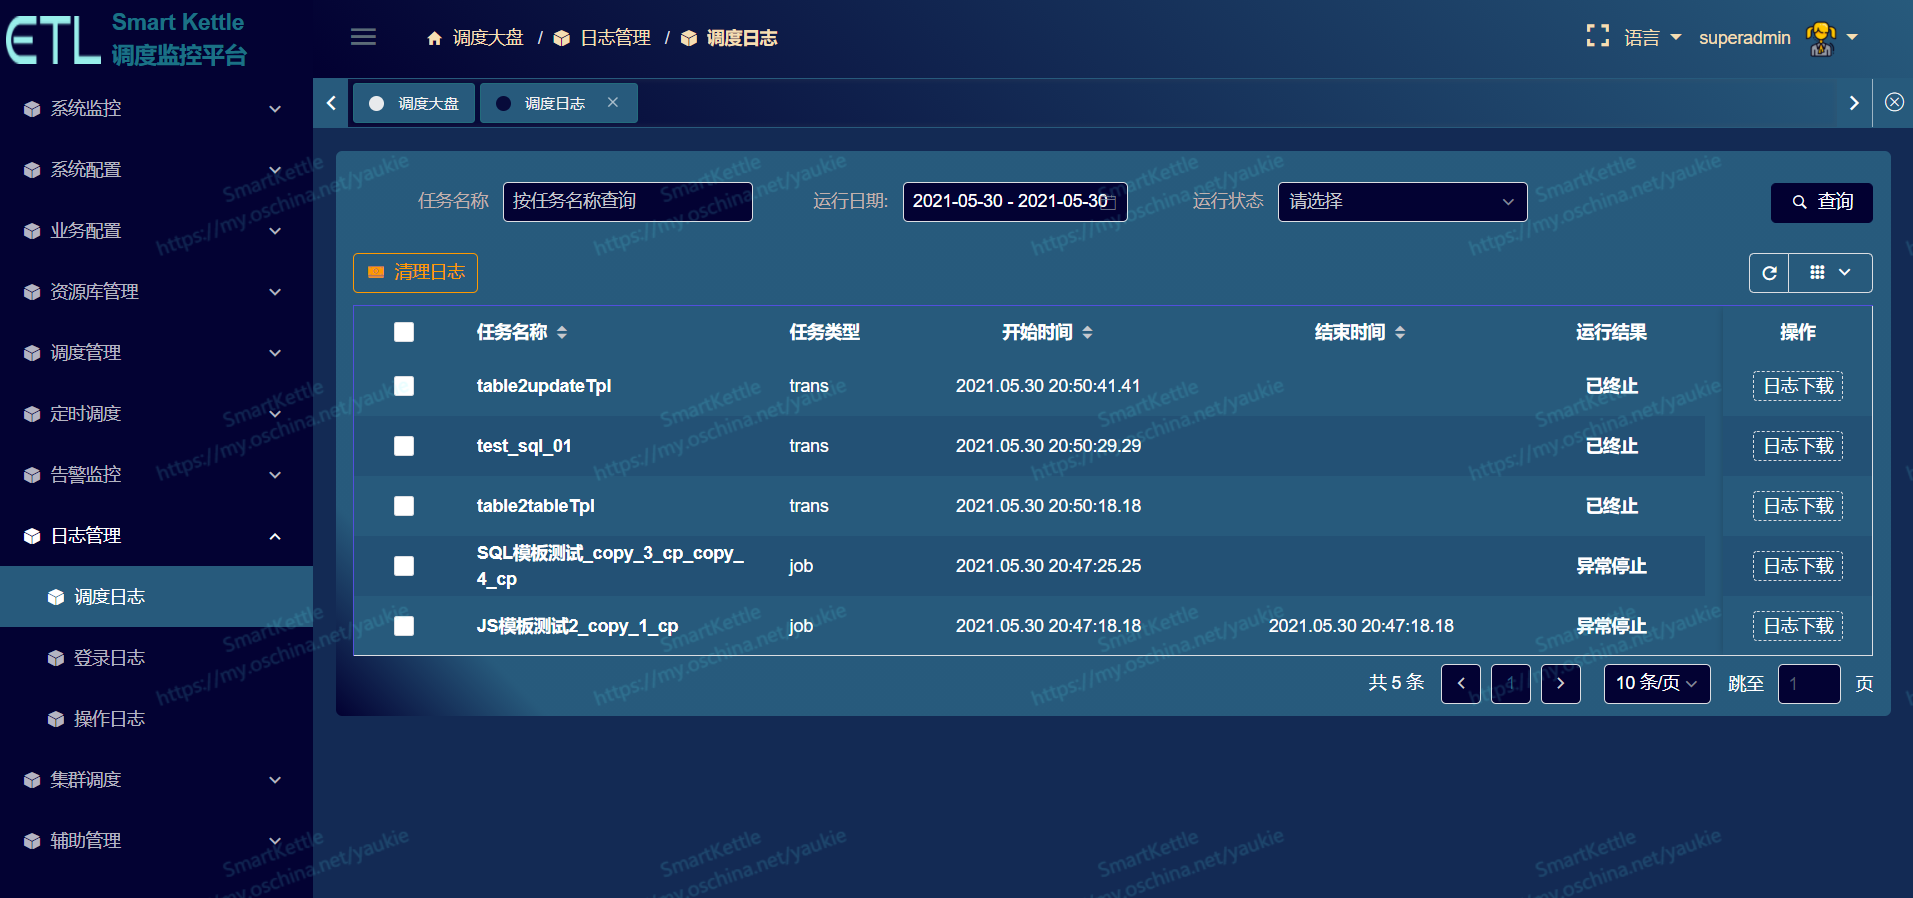 ETL
Smart Kettle
调度监控平台
调度大盘 / 日志管理 / 调度日志
语言
superadmin
调度大盘
调度日志
系统监控
系统配置
业务配置
资源库管理
调度管理
定时调度
告警监控
日志管理
调度日志
登录日志
操作日志
集群调度
辅助管理
任务名称 按任务名称查询
运行日期: 2021-05-30 - 2021-05-30
运行状态 请选择
查询
清理日志
任务名称 任务类型 开始时间 结束时间 运行结果 操作
table2updateTpl trans 2021.05.30 20:50:41.41 已终止 日志下载
test_sql_01 trans 2021.05.30 20:50:29.29 已终止 日志下载
table2tableTpl trans 2021.05.30 20:50:18.18 已终止 日志下载
SQL模板测试_copy_3_cp_copy_
4_cp job 2021.05.30 20:47:25.25 异常停止 日志下载
JS模板测试2_copy_1_cp job 2021.05.30 20:47:18.18 2021.05.30 20:47:18.18 异常停止 日志下载
共 5 条 1 10 条/页 跳至 1 页
SmartKettle
https://my.oschina.net/yaukie